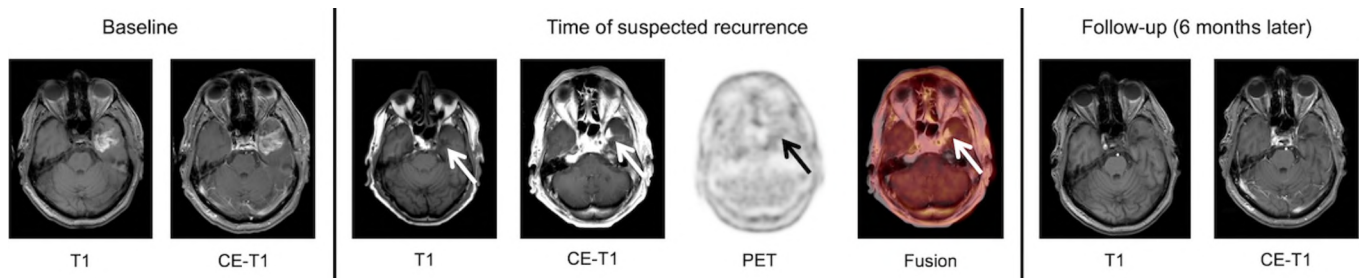 Baseline
Time of suspected recurrence
Follow-up (6 months later)
T1
CE-T1
T1
CE-T1
PET
Fusion
T1
CE-T1